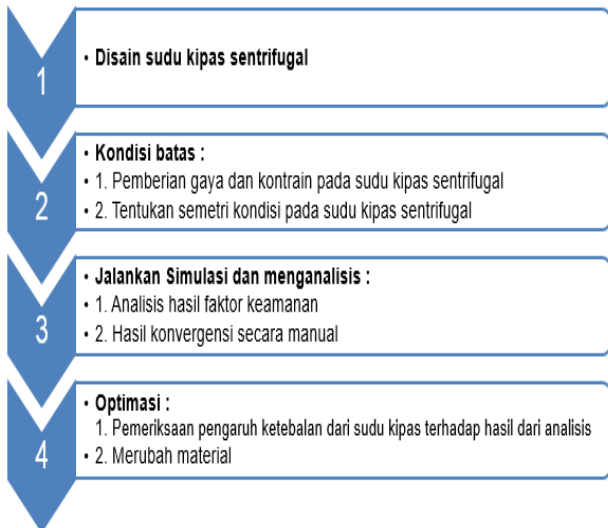 1
• Disain sudu kipas sentrifugal
2
• Kondisi batas :
• 1. Pemberian gaya dan kontrain pada sudu kipas sentrifugal
• 2. Tentukan semetri kondisi pada sudu kipas sentrifugal
3
• Jalankan Simulasi dan menganalisis :
• 1. Analisis hasil faktor keamanan
• 2. Hasil konvergensi secara manual
4
• Optimasi :
1. Pemeriksaan pengaruh ketebalan dari sudu kipas terhadap hasil dari analisis
• 2. Merubah material